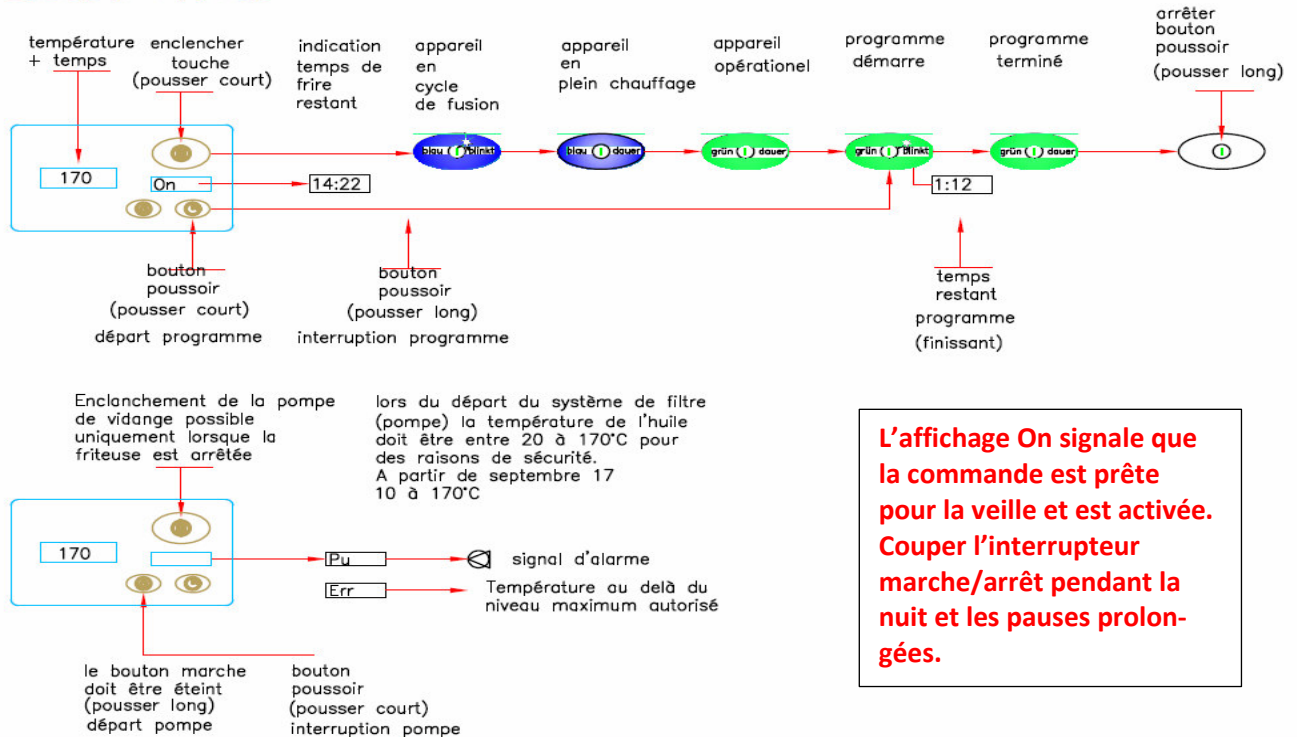 température
+ temps
enclencher
touche
(pousser court)
indication
temps de
frire
restant
appareil
en
cycle
de fusion
appareil
en
plein chauffage
appareil
opérationel
programme
démarre
programme
terminé
arrêter
bouton
poussoir
(pousser long)
170
On
14:22
blau (I) blinkt
blau (I) dauer
grün (I) dauer
grün (I) blinkt
grün (I) dauer
I
1:12
bouton
poussoir
(pousser court)
départ programme
bouton
poussoir
(pousser long)
interruption programme
temps
restant
programme
(finissant)
Enclanchement de la pompe
de vidange possible
uniquement lorsque la
friteuse est arrêtée
lors du départ du système de filtre
(pompe) la température de l'huile
doit être entre 20 à 170°C pour
des raisons de sécurité.
A partir de septembre 17
10 à 170°C
170
Pu
signal d'alarme
Err
Température au delà du
niveau maximum autorisé
le bouton marche
doit être éteint
(pousser long)
départ pompe
bouton
poussoir
(pousser court)
interruption pompe
L'affichage On signale que
la commande est prête
pour la veille et est activée.
Couper l'interrupteur
marche/arrêt pendant la
nuit et les pauses prolon-
gées.